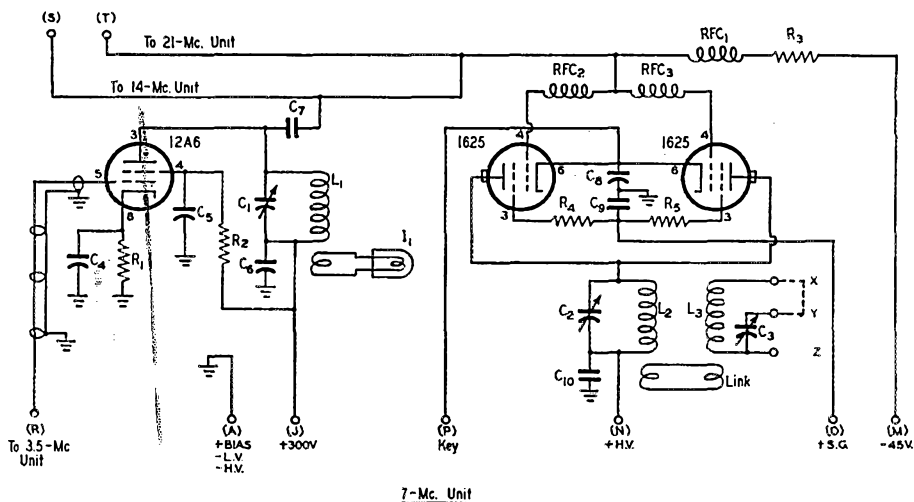 (S)
(T)
To 21-Mc. Unit
To 14-Mc. Unit
RFC1
R3
RFC2
RFC3
C7
12A6
1625
1625
3
5
4
8
4
6
3
4
6
3
L1
C1
C5
R2
C4
R1
C6
I1
C8
C9
R4
R5
C2
L2
L3
C3
X
Y
Z
C10
Link
(R)
To 3.5-Mc
Unit
(A)
+BIAS
-L.V.
-H.V.
(J)
+300V
(P)
Key
(N)
+H.V.
(O)
+S.G.
(M)
-45V.
7-Mc. Unit